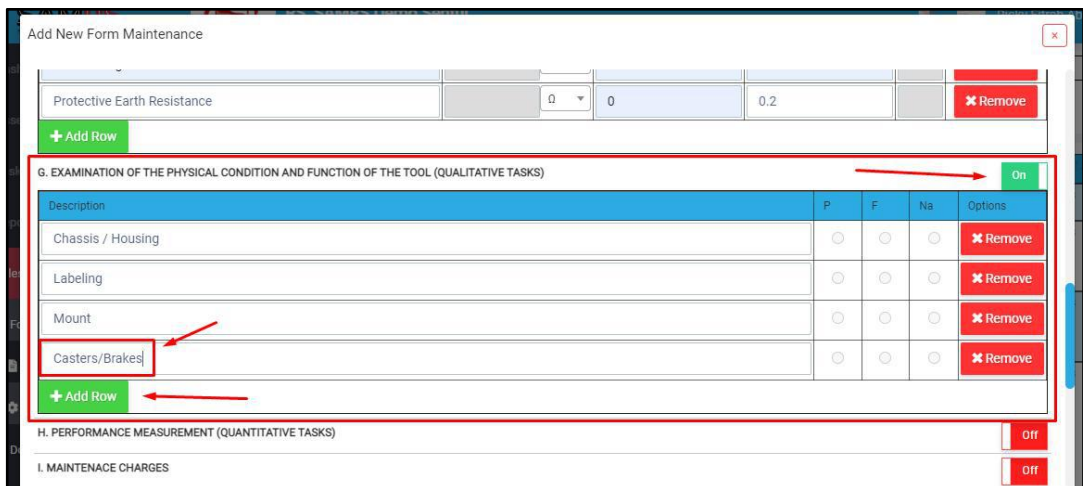 Add New Form Maintenance ×
Protective Earth Resistance Ω 0 0.2 ✖ Remove
+ Add Row
G. EXAMINATION OF THE PHYSICAL CONDITION AND FUNCTION OF THE TOOL (QUALITATIVE TASKS) On
Description P F Na Options
Chassis / Housing ✖ Remove
Labeling ✖ Remove
Mount ✖ Remove
Casters/Brakes ✖ Remove
+ Add Row
H. PERFORMANCE MEASUREMENT (QUANTITATIVE TASKS) Off
I. MAINTENACE CHARGES Off